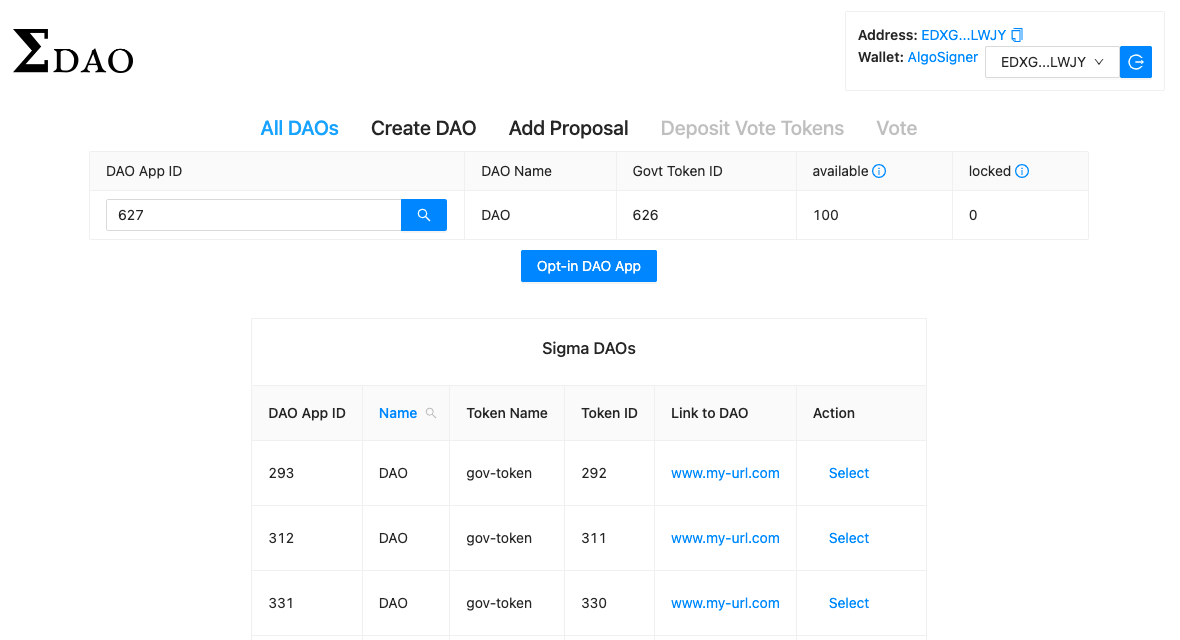 ΣDAO
Address: EDXG...LWJY
Wallet: AlgoSigner EDXG...LWJY
All DAOs Create DAO Add Proposal Deposit Vote Tokens Vote
DAO App ID DAO Name Govt Token ID available locked
627 DAO 626 100 0
Opt-in DAO App
Sigma DAOs
DAO App ID Name Token Name Token ID Link to DAO Action
293 DAO gov-token 292 www.my-url.com Select
312 DAO gov-token 311 www.my-url.com Select
331 DAO gov-token 330 www.my-url.com Select